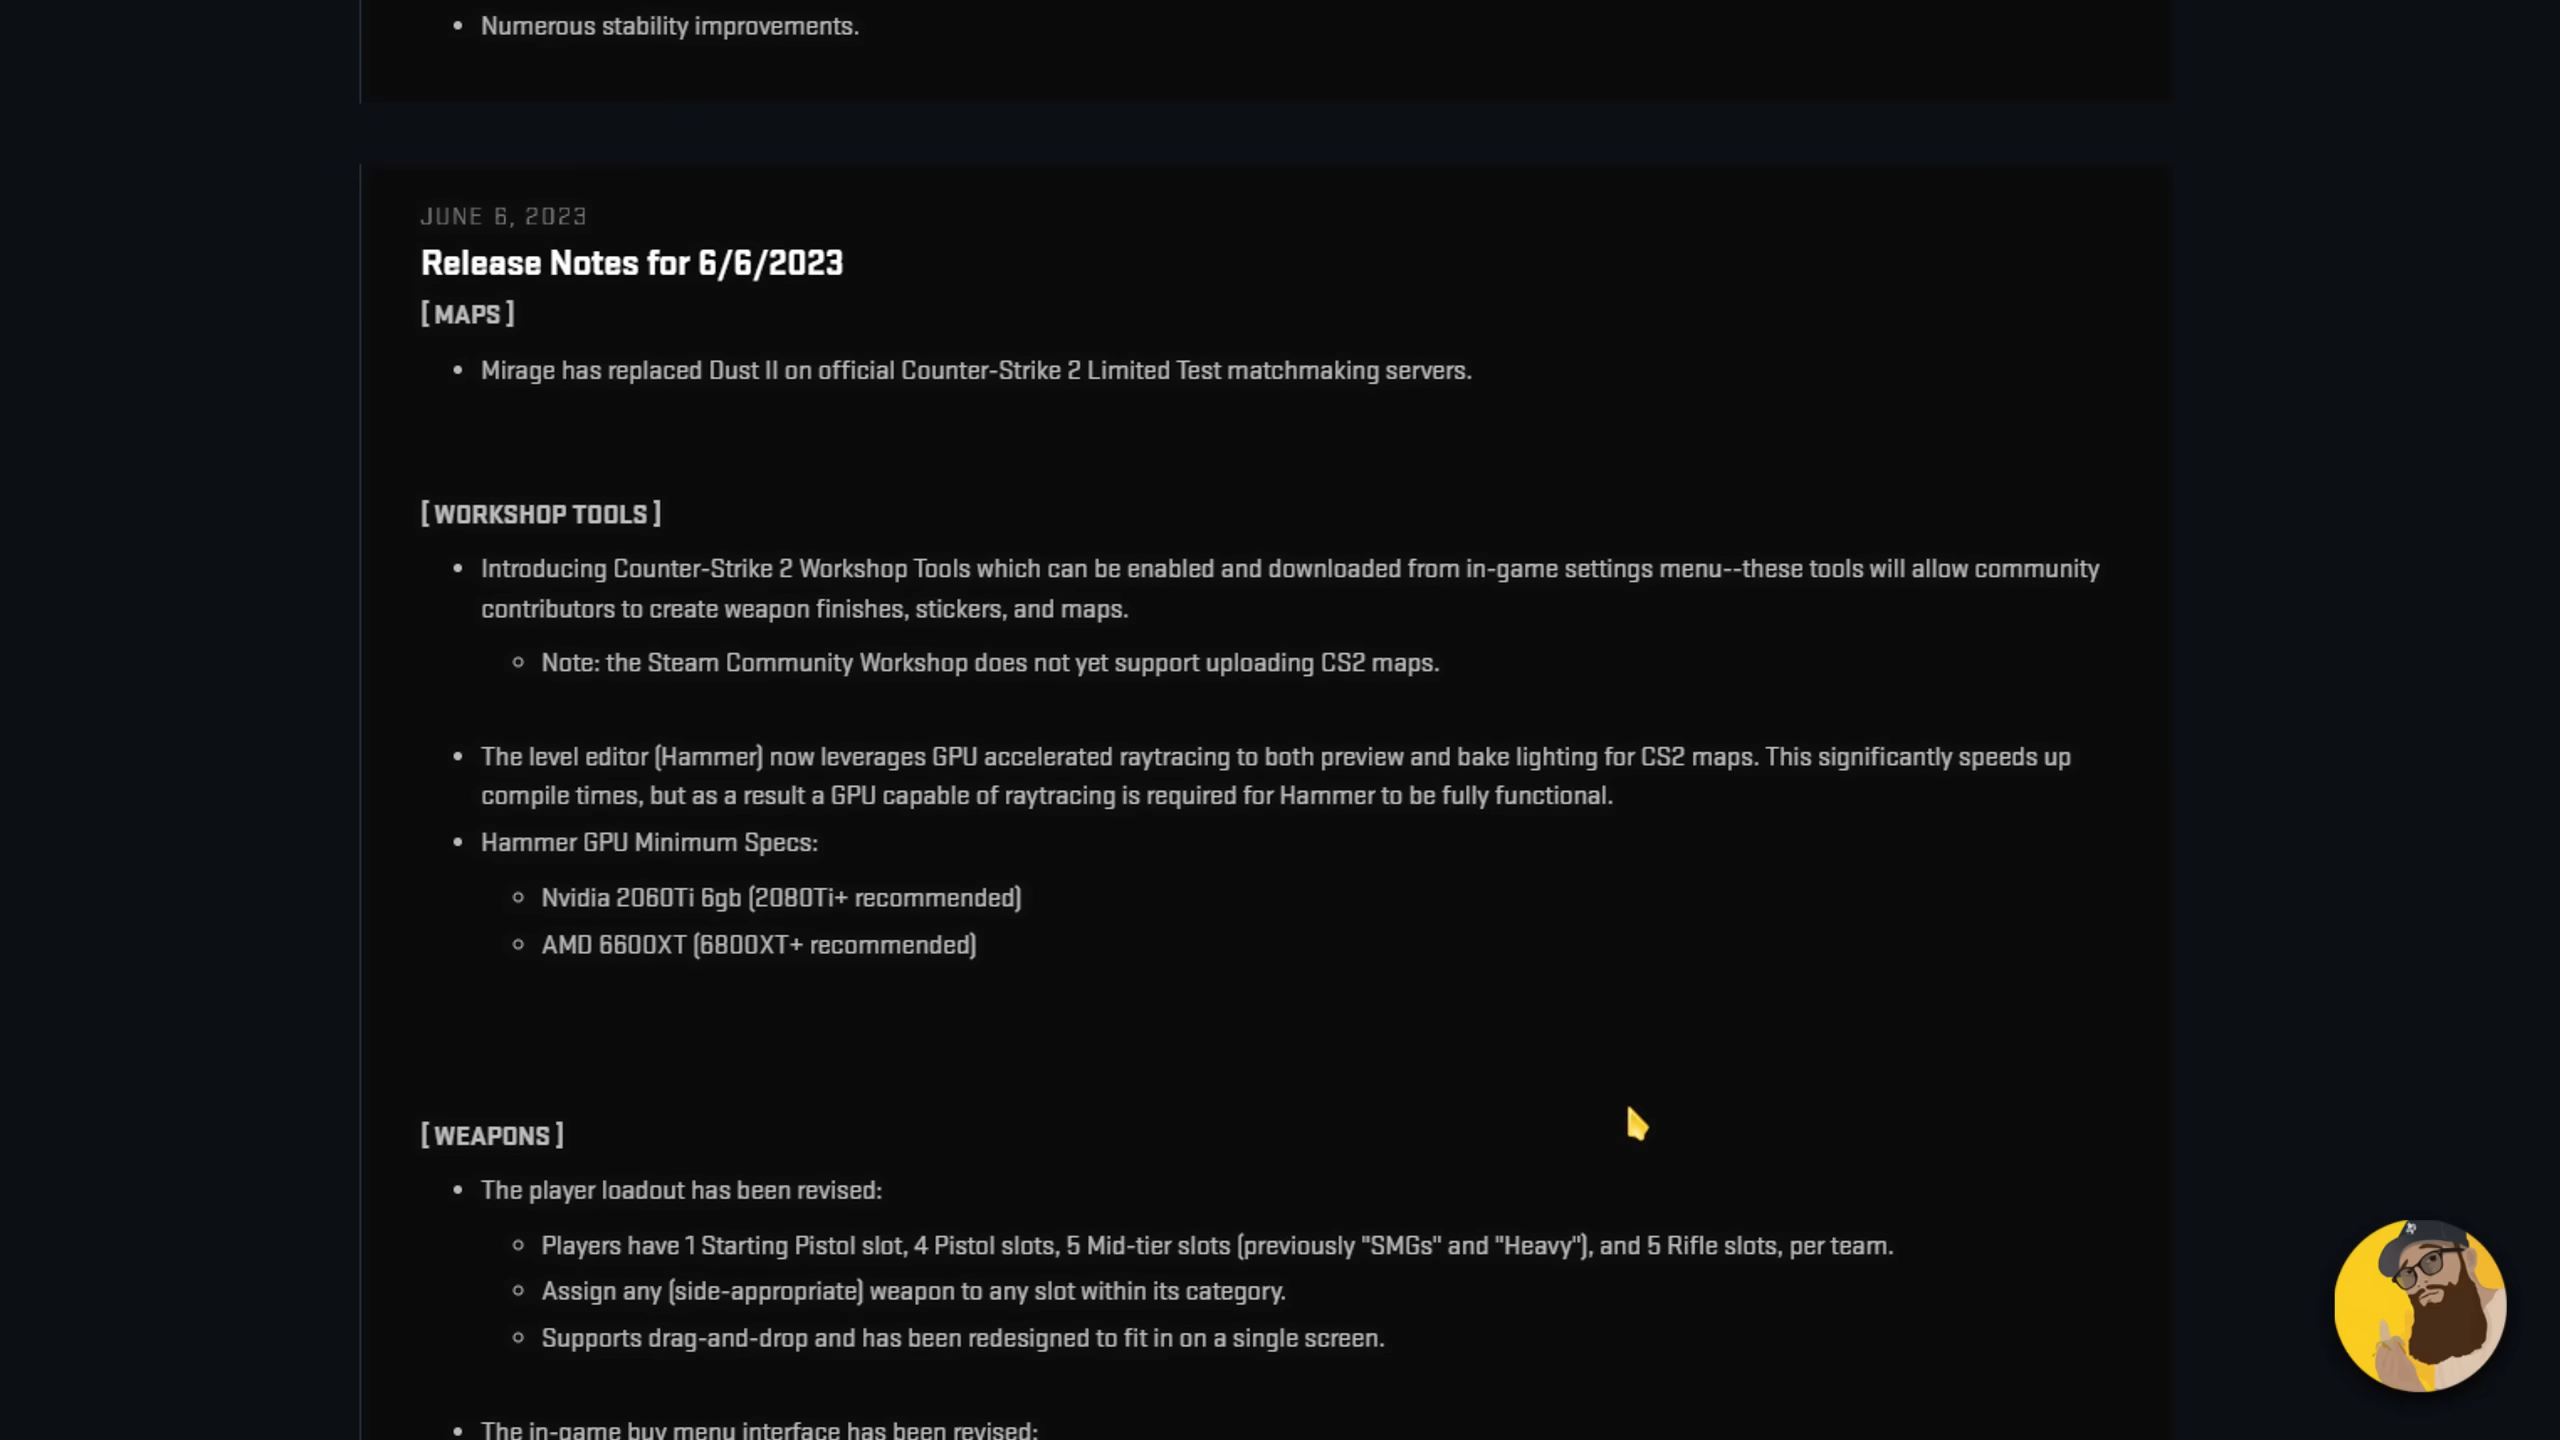 Numerous stability improvements.
JUNE 6, 2023
Release Notes for 6/6/2023
[ MAPS ]
Mirage has replaced Dust II on official Counter-Strike 2 Limited Test matchmaking servers.
[ WORKSHOP TOOLS ]
Introducing Counter-Strike 2 Workshop Tools which can be enabled and downloaded from in-game settings menu--these tools will allow community
contributors to create weapon finishes, stickers, and maps.
Note: the Steam Community Workshop does not yet support uploading CS2 maps.
The level editor (Hammer) now leverages GPU accelerated raytracing to both preview and bake lighting for CS2 maps. This significantly speeds up
compile times, but as a result a GPU capable of raytracing is required for Hammer to be fully functional.
Hammer GPU Minimum Specs:
Nvidia 2060Ti 6gb (2080Ti+ recommended)
AMD 6600XT (6800XT+ recommended)
[ WEAPONS ]
The player loadout has been revised:
Players have 1 Starting Pistol slot, 4 Pistol slots, 5 Mid-tier slots (previously "SMGs" and "Heavy"), and 5 Rifle slots, per team.
Assign any (side-appropriate) weapon to any slot within its category.
Supports drag-and-drop and has been redesigned to fit in on a single screen.
The in-game buy menu interface has been revised: